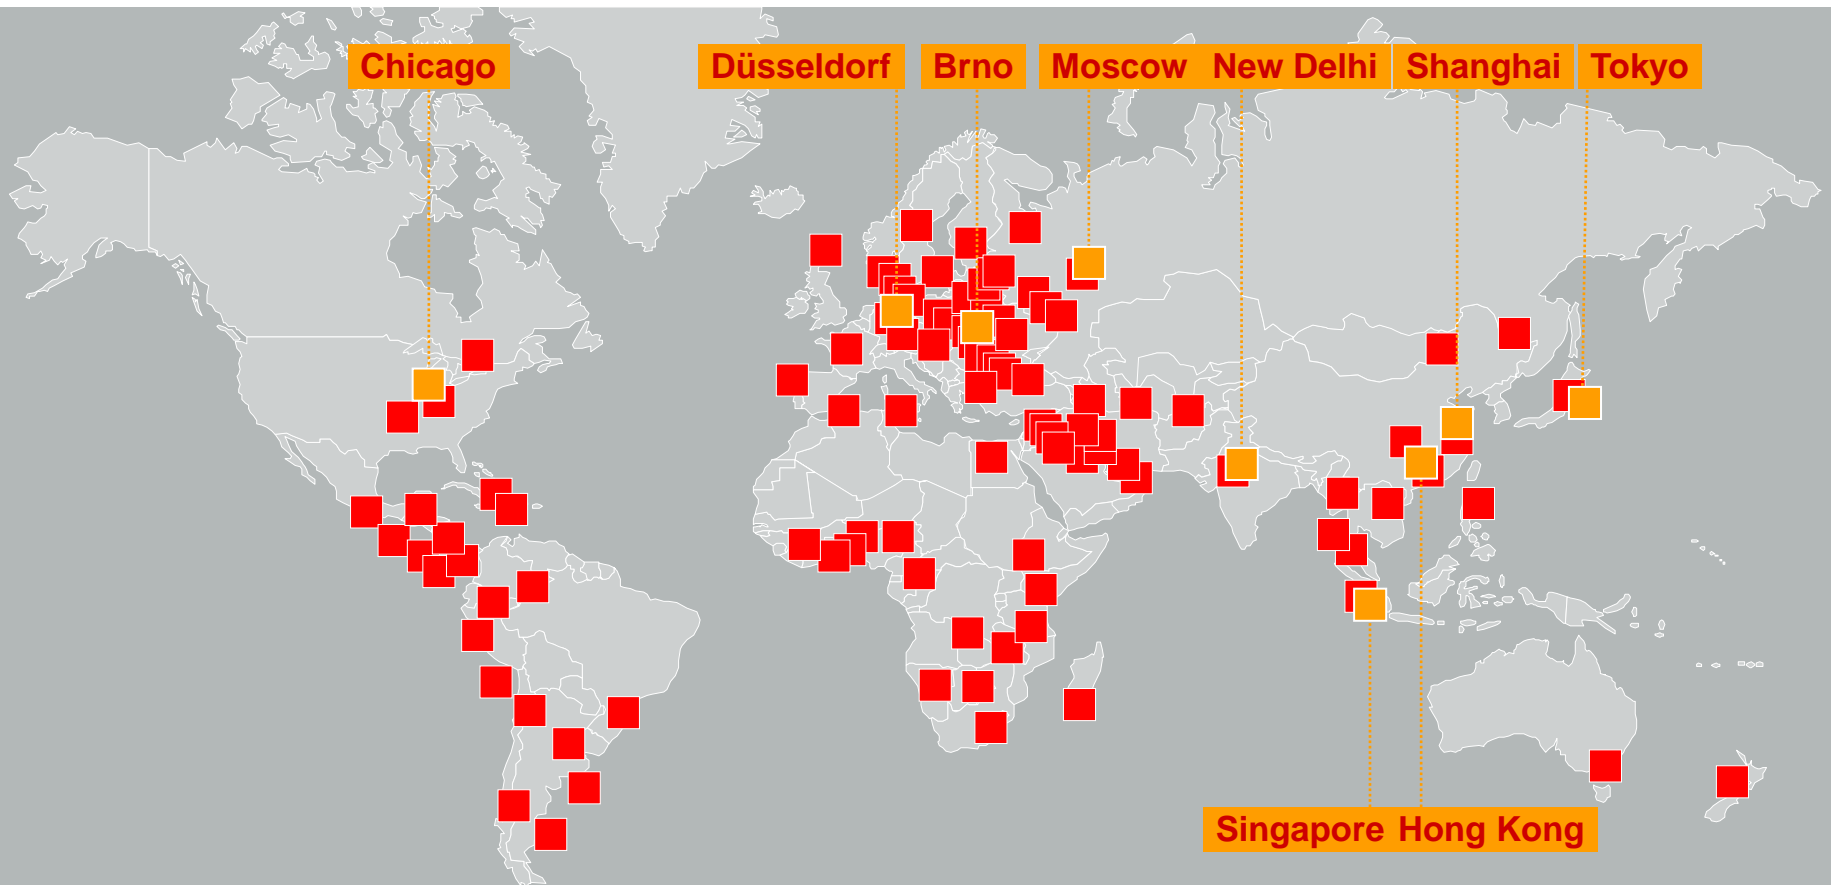 Chicago
Düsseldorf
Brno
Moscow
New Delhi
Shanghai
Tokyo
Singapore
Hong Kong